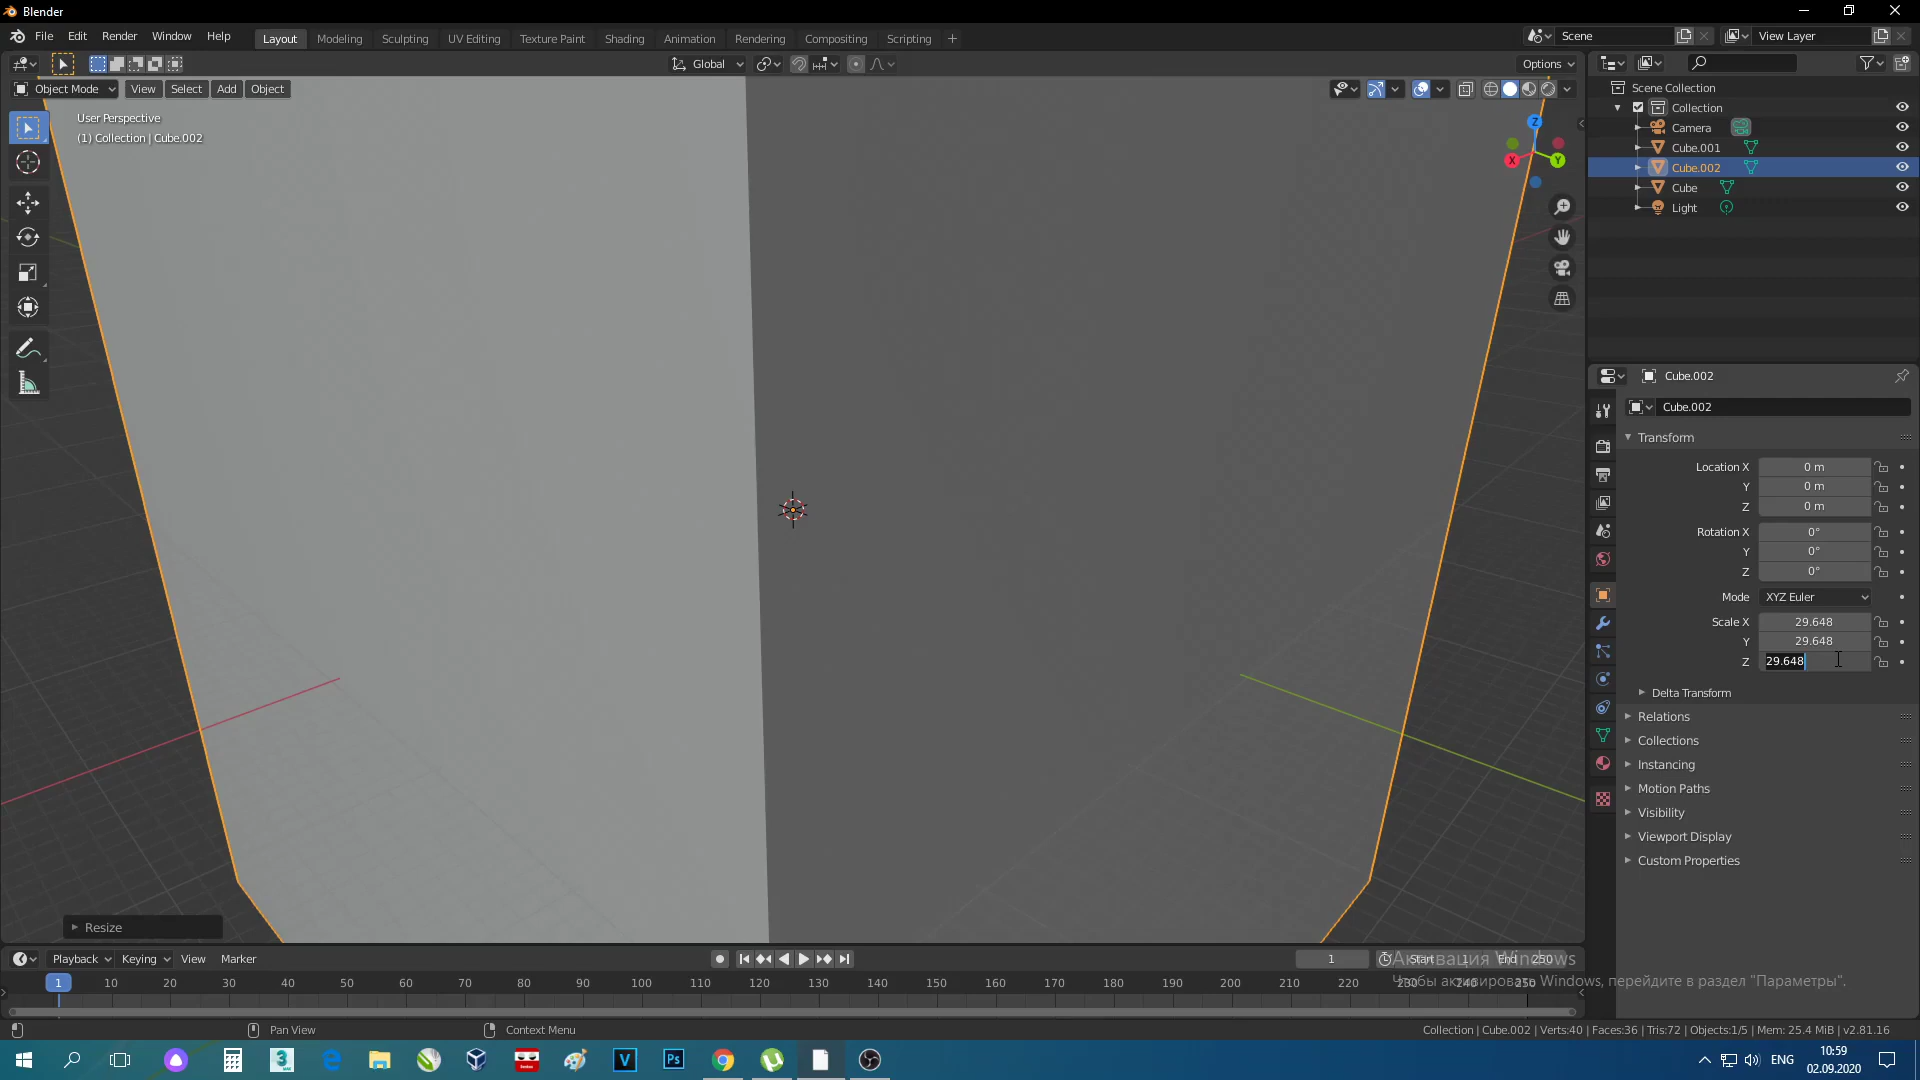 Blender
File Edit Render Window Help
Layout Modeling Sculpting UV Editing Texture Paint Shading Animation Rendering Compositing Scripting +
Scene
View Layer
Global
Options
Object Mode View Select Add Object
User Perspective
(1) Collection | Cube.002
Z
X
Y
Scene Collection
Collection
Camera
Cube.001
Cube.002
Cube
Light
Cube.002
Cube.002
Transform
Location X 0 m
Y 0 m
Z 0 m
Rotation X 0°
Y 0°
Z 0°
Mode XYZ Euler
Scale X 29.648
Y 29.648
Z 29.648
Delta Transform
Relations
Collections
Instancing
Motion Paths
Visibility
Viewport Display
Custom Properties
Resize
Playback Keying View Marker
1
Start 1
End 250
Активация Windows
Чтобы активировать Windows, перейдите в раздел "Параметры".
1 10 20 30 40 50 60 70 80 90 100 110 120 130 140 150 160 170 180 190 200 210 220 230 240 250
Pan View
Context Menu
Collection | Cube.002 | Verts:40 | Faces:36 | Tris:72 | Objects:1/5 | Mem: 25.4 MiB | v2.81.16
3
V
Ps
ENG
10:59
02.09.2020